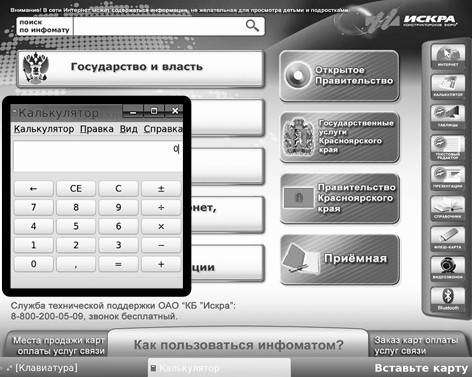 Внимание! В сети Интернет может содержаться информация, не желательная для просмотра детьми и подростками.
поиск
по инфомату
ИСКРА
КОНСТРУКТОРСКОЕ БЮРО
Государство и власть
Открытое
Правительство
Государственные
услуги
Красноярского
края
Правительство
Красноярского
края
Приёмная
ИНТЕРНЕТ
КАЛЬКУЛЯТОР
ТАБЛИЦЫ
ТЕКСТОВЫЙ
РЕДАКТОР
ПРЕЗЕНТАЦИИ
СПРАВОЧНИК
ФЛЕШ-КАРТА
ВИДЕОЗВОНОК
Bluetooth
Калькулятор
Калькулятор Правка Вид Справка
0
← CE C ±
7 8 9 ÷
4 5 6 ×
1 2 3 −
0 , = +
нет,
ции
Служба технической поддержки ОАО "КБ "Искра":
8-800-200-05-09, звонок бесплатный.
Места продажи карт
оплаты услуг связи
Как пользоваться инфоматом?
Заказ карт оплаты
услуг связи
[Клавиатура]
Калькулятор
Вставьте карту